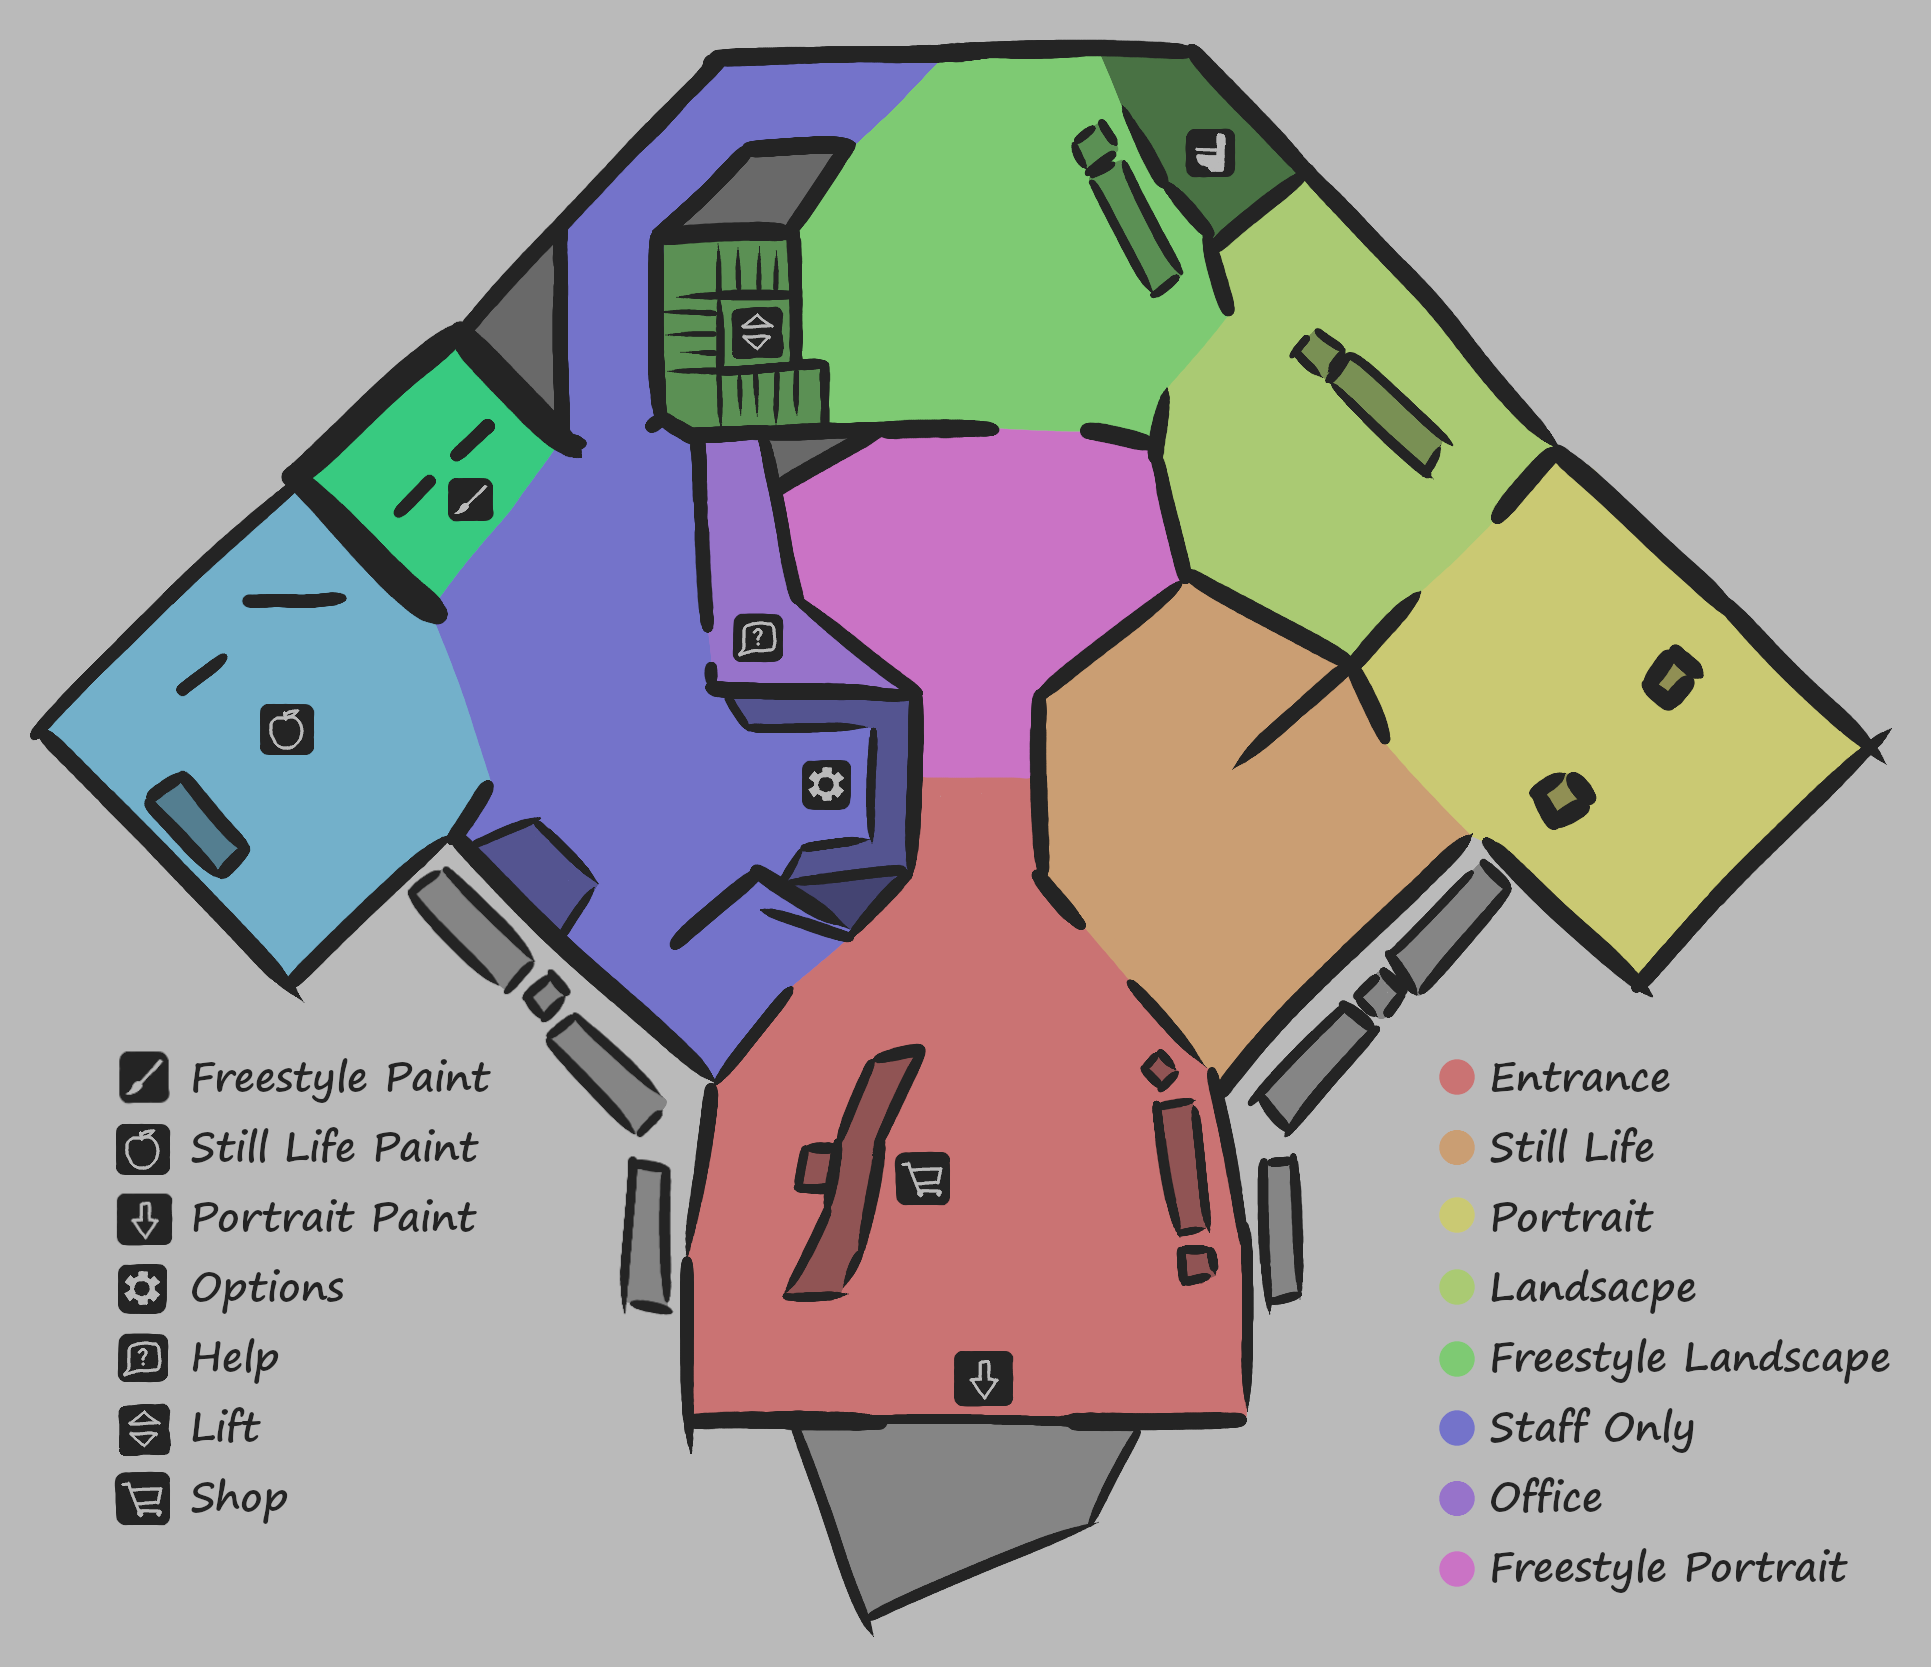 ?
Freestyle Paint
Still Life Paint
Portrait Paint
Options
? Help
Lift
Shop
Entrance
Still Life
Portrait
Landsacpe
Freestyle Landscape
Staff Only
Office
Freestyle Portrait